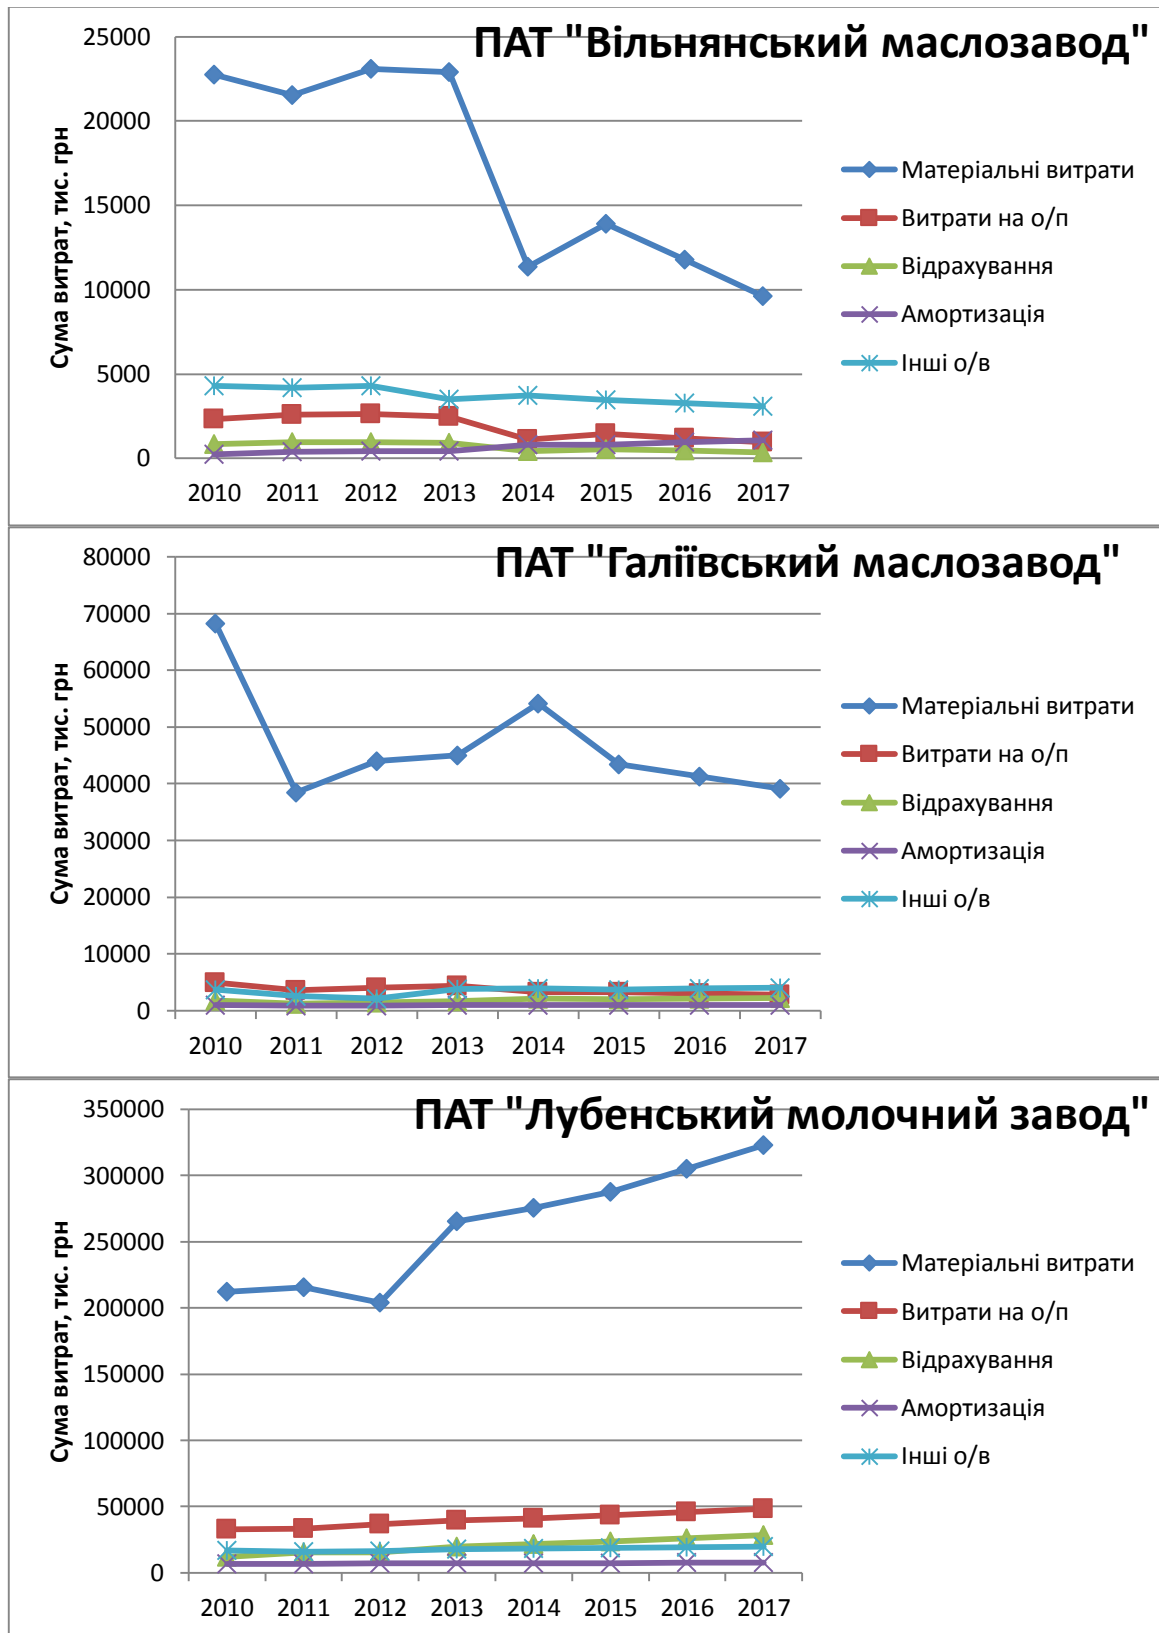 ПАТ "Вільнянський маслозавод"
Сума витрат, тис. грн
25000
20000
15000
10000
5000
0
2010 2011 2012 2013 2014 2015 2016 2017
Матеріальні витрати
Витрати на о/п
Відрахування
Амортизація
Інші о/в
ПАТ "Галіївський маслозавод"
Сума витрат, тис. грн
80000
70000
60000
50000
40000
30000
20000
10000
0
2010 2011 2012 2013 2014 2015 2016 2017
Матеріальні витрати
Витрати на о/п
Відрахування
Амортизація
Інші о/в
ПАТ "Лубенський молочний завод"
Сума витрат, тис. грн
350000
300000
250000
200000
150000
100000
50000
0
2010 2011 2012 2013 2014 2015 2016 2017
Матеріальні витрати
Витрати на о/п
Відрахування
Амортизація
Інші о/в